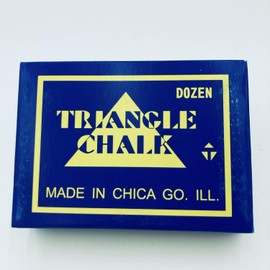 DOZEN
TRIANGLE
CHALK
MADE IN CHICA GO. ILL.